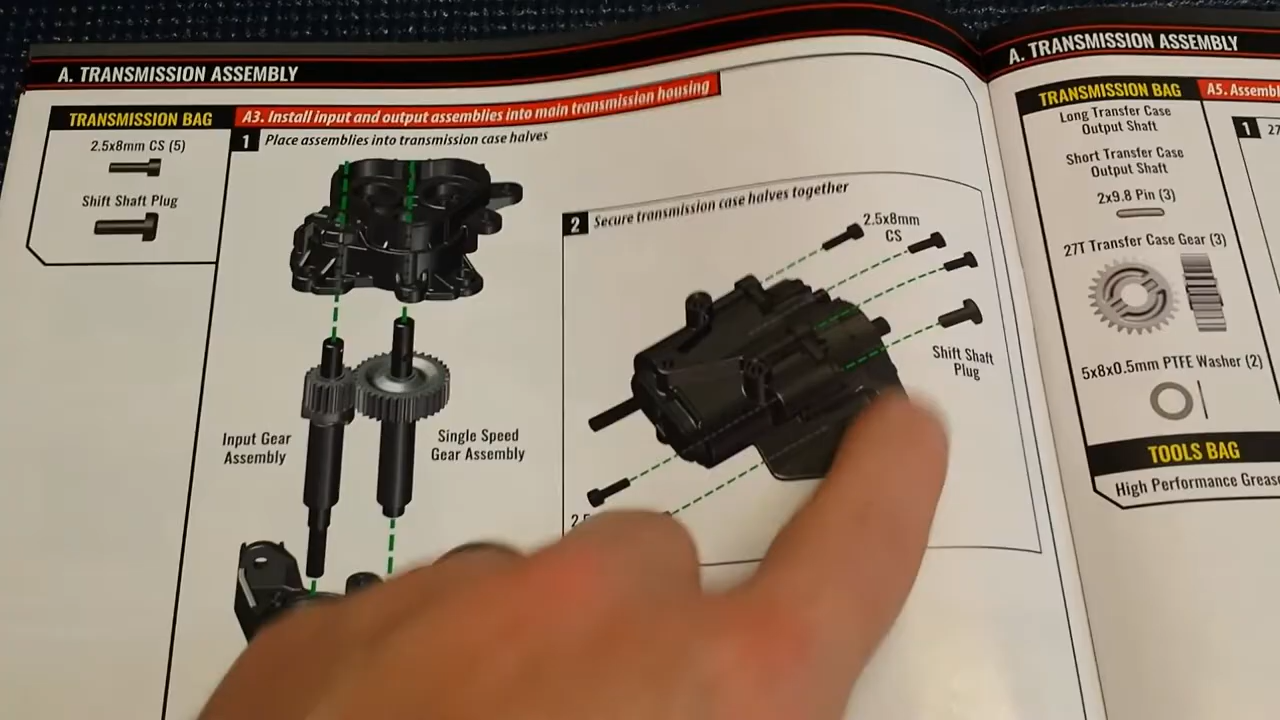 A. TRANSMISSION ASSEMBLY
TRANSMISSION BAG
2.5x8mm CS (5)
Shift Shaft Plug
A3. Install input and output assemblies into main transmission housing
1 Place assemblies into transmission case halves
Input Gear
Assembly
Single Speed
Gear Assembly
2 Secure transmission case halves together
2.5x8mm
CS
Shift Shaft
Plug
A. TRANSMISSION ASSEMBLY
TRANSMISSION BAG
Long Transfer Case
Output Shaft
Short Transfer Case
Output Shaft
2x9.8 Pin (3)
27T Transfer Case Gear (3)
5x8x0.5mm PTFE Washer (2)
TOOLS BAG
High Performance Grease
A5.
1